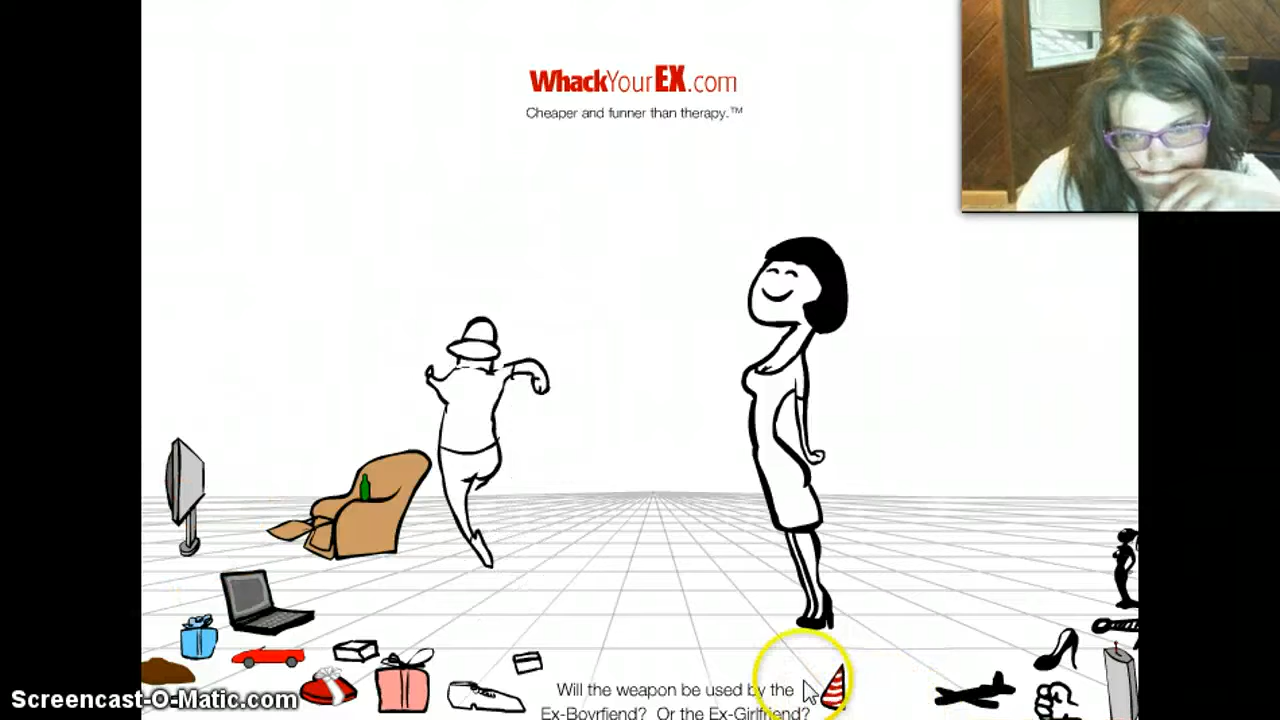 WhackYourEX.com
Cheaper and funner than therapy.™
Will the weapon be used by the
Ex-Boyrfiend? Or the Ex-Girlfriend?
Screencast-O-Matic.com